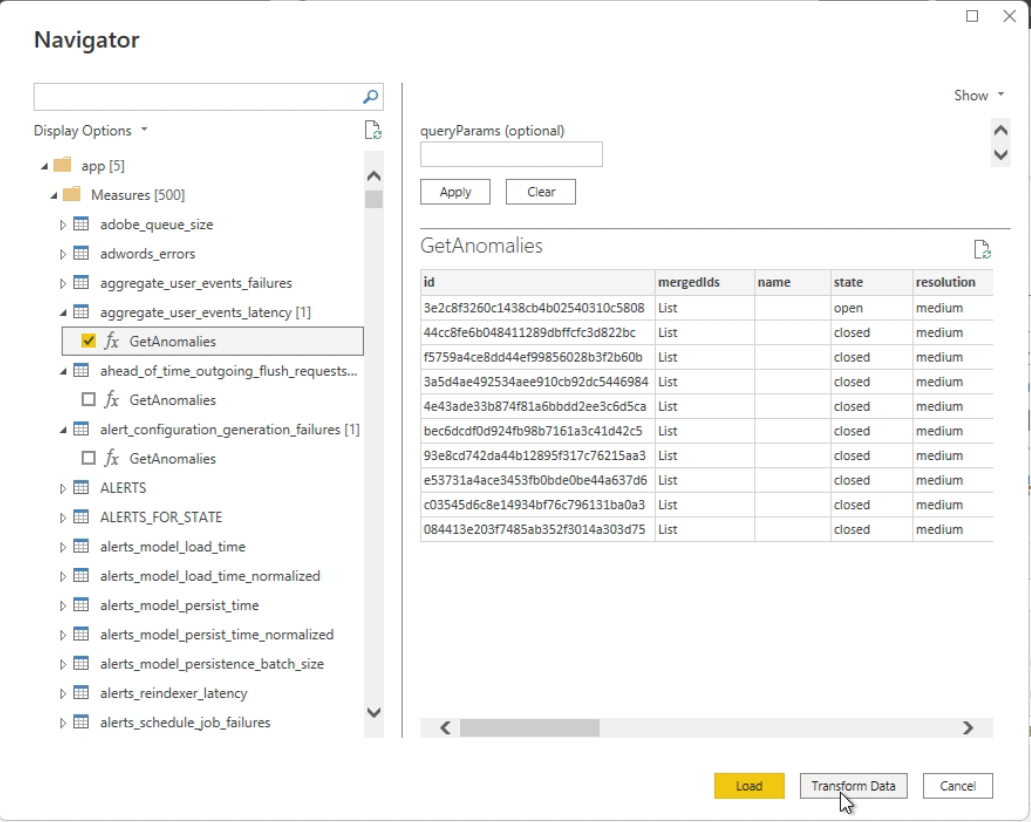 Navigator
Display Options
app [5]
Measures [500]
adobe_queue_size
adwords_errors
aggregate_user_events_failures
aggregate_user_events_latency [1]
fx GetAnomalies
ahead_of_time_outgoing_flush_requests...
fx GetAnomalies
alert_configuration_generation_failures [1]
fx GetAnomalies
ALERTS
ALERTS_FOR_STATE
alerts_model_load_time
alerts_model_load_time_normalized
alerts_model_persist_time
alerts_model_persist_time_normalized
alerts_model_persistence_batch_size
alerts_reindexer_latency
alerts_schedule_job_failures
Show
queryParams (optional)
Apply Clear
GetAnomalies
id mergedIds name state resolution
3e2c8f3260c1438cb4b02540310c5808 List open medium
44cc8fe6b048411289dbffcfc3d822bc List closed medium
f5759a4ce8dd44ef99856028b3f2b60b List closed medium
3a5d4ae492534aee910cb92dc5446984 List closed medium
4e43ade33b874f81a6bbdd2ee3c6d5ca List closed medium
bec6dcdf0d924fb98b7161a3c41d42c5 List closed medium
93e8cd742da44b12895f317c76215aa3 List closed medium
e53731a4ace3453fb0bde0be44a637d6 List closed medium
c03545d6c8e14934bf76c796131ba0a3 List closed medium
084413e203f7485ab352f3014a303d75 List closed medium
Load Transform Data Cancel